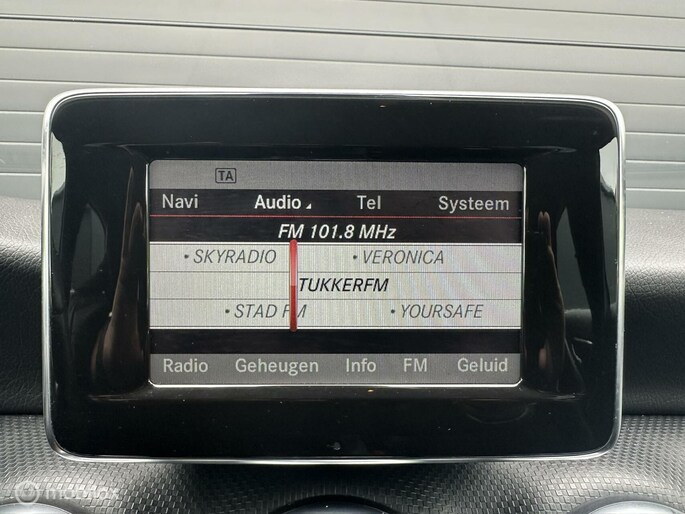 TA
Navi Audio Tel Systeem
FM 101.8 MHz
• SKYRADIO • VERONICA
TUKKERFM
• STAD FM • YOURSAFE
Radio Geheugen Info FM Geluid
mobiox